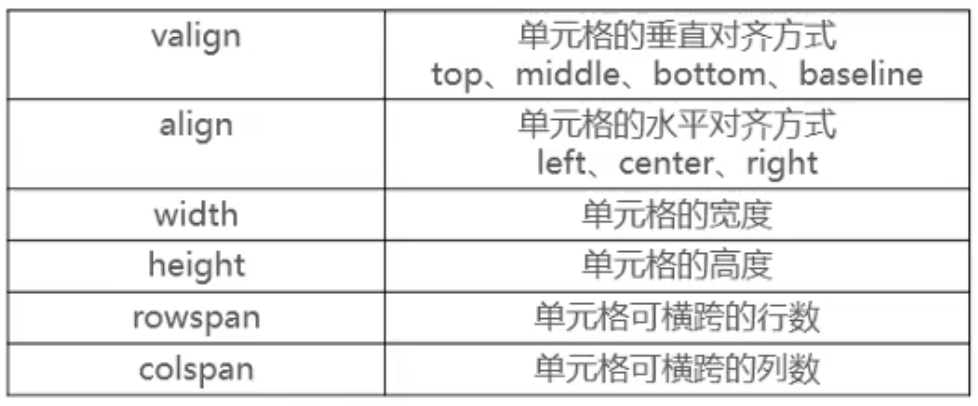 valign
单元格的垂直对齐方式
top、middle、bottom、baseline
align
单元格的水平对齐方式
left、center、right
width
单元格的宽度
height
单元格的高度
rowspan
单元格可横跨的行数
colspan
单元格可横跨的列数